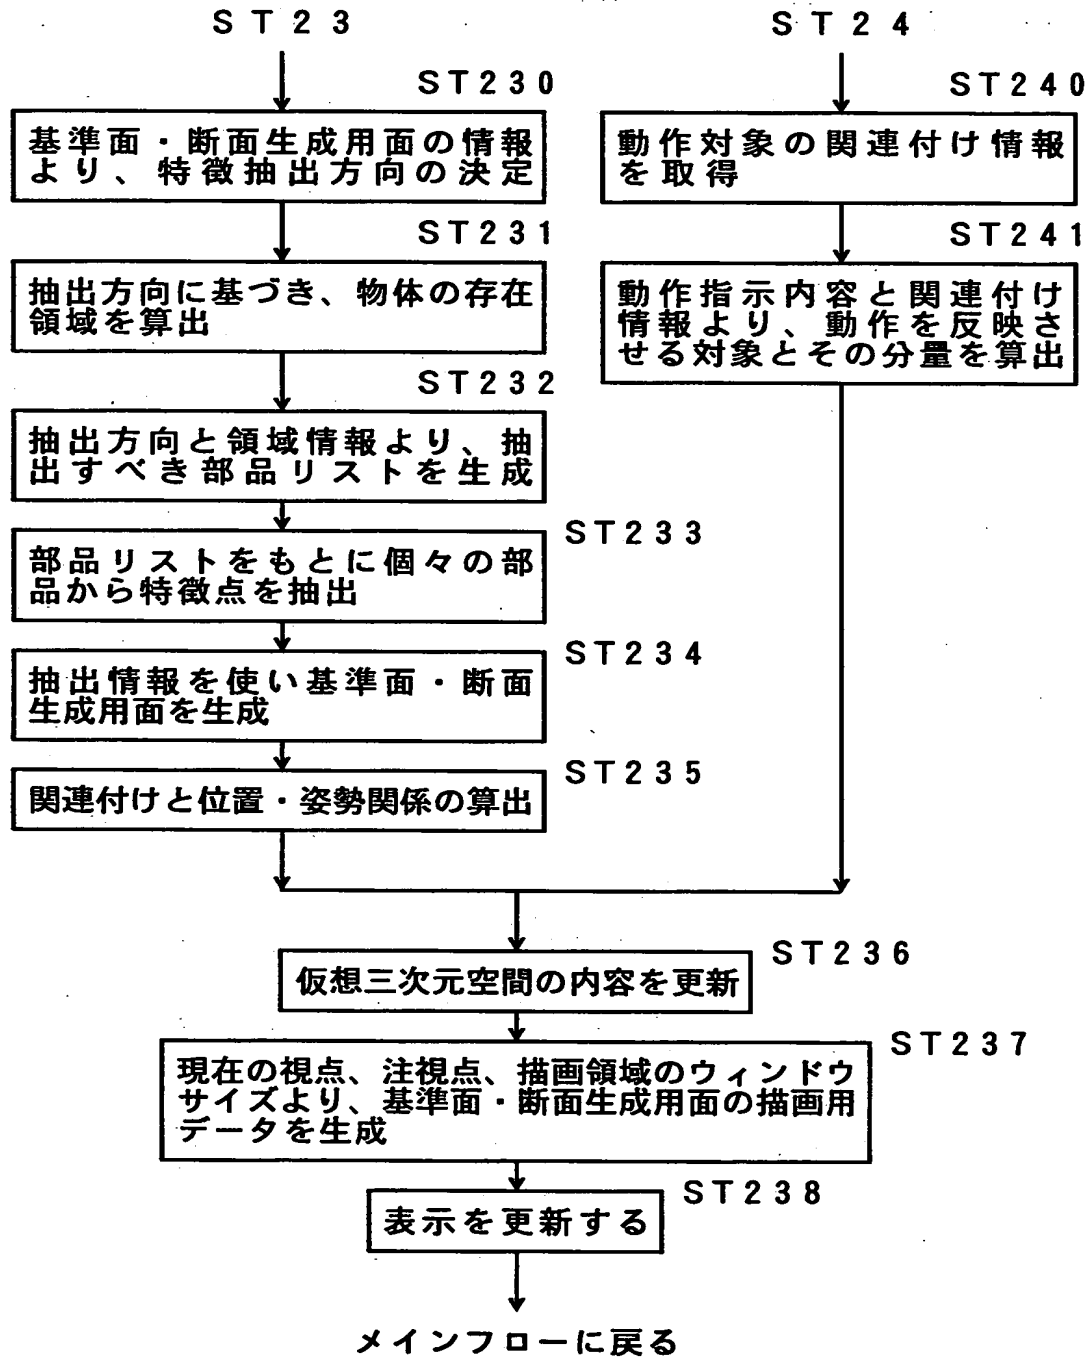 ST23
ST230
基準面・断面生成用面の情報
より、特徴抽出方向の決定
ST231
抽出方向に基づき、物体の存在
領域を算出
ST232
抽出方向と領域情報より、抽
出すべき部品リストを生成
ST233
部品リストをもとに個々の部
品から特徴点を抽出
ST234
抽出情報を使い基準面・断面
生成用面を生成
ST235
関連付けと位置・姿勢関係の算出
ST24
ST240
動作対象の関連付け情報
を取得
ST241
動作指示内容と関連付け
情報より、動作を反映さ
せる対象とその分量を算出
ST236
仮想三次元空間の内容を更新
ST237
現在の視点、注視点、描画領域のウィンドウ
サイズより、基準面・断面生成用面の描画用
データを生成
ST238
表示を更新する
メインフローに戻る